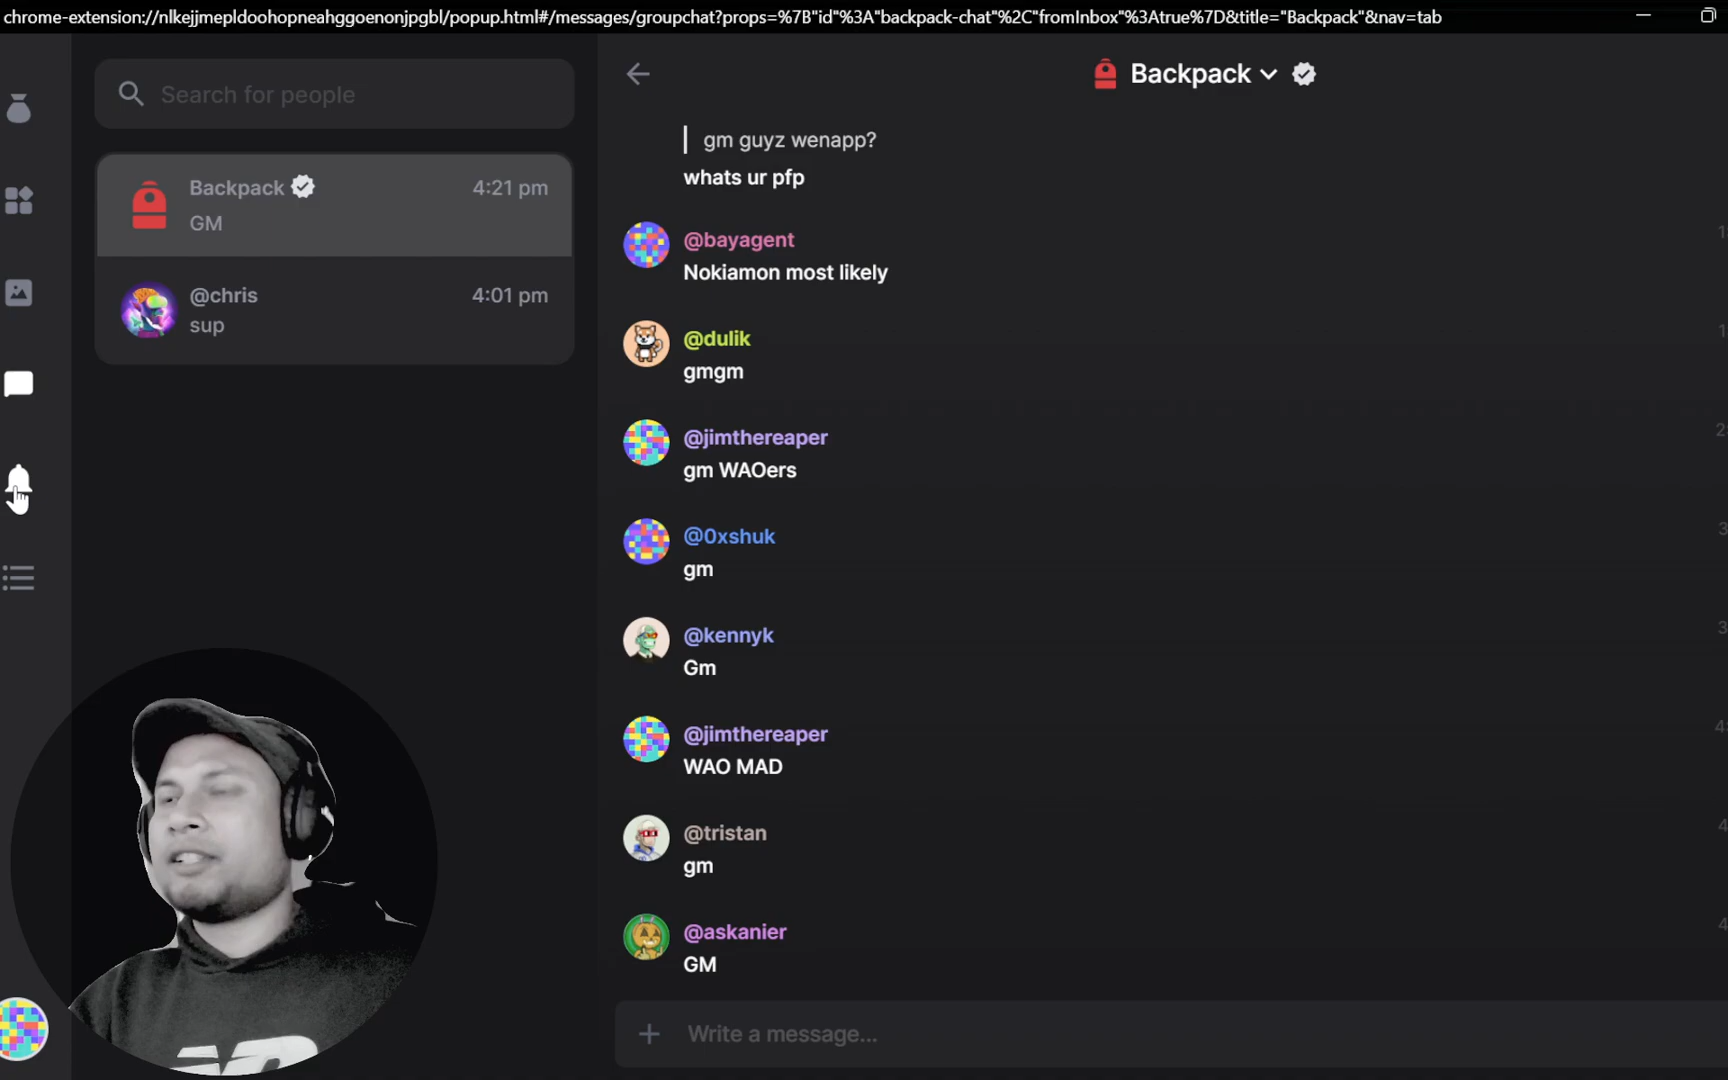 chrome-extension://nlkejjmepldoohopneahggoenonjpgbl/popup.html#/messages/groupchat?props=%7B"id"%3A"backpack-chat"%2C"fromInbox"%3Atrue%7D&title="Backpack"&nav=tab
Search for people
Backpack
4:21 pm
GM
@chris
4:01 pm
sup
Backpack
gm guyz wenapp?
whats ur pfp
@bayagent
Nokiamon most likely
@dulik
gmgm
@jimthereaper
gm WAOers
@0xshuk
gm
@kennyk
Gm
@jimthereaper
WAO MAD
@tristan
gm
@askanier
GM
Write a message...